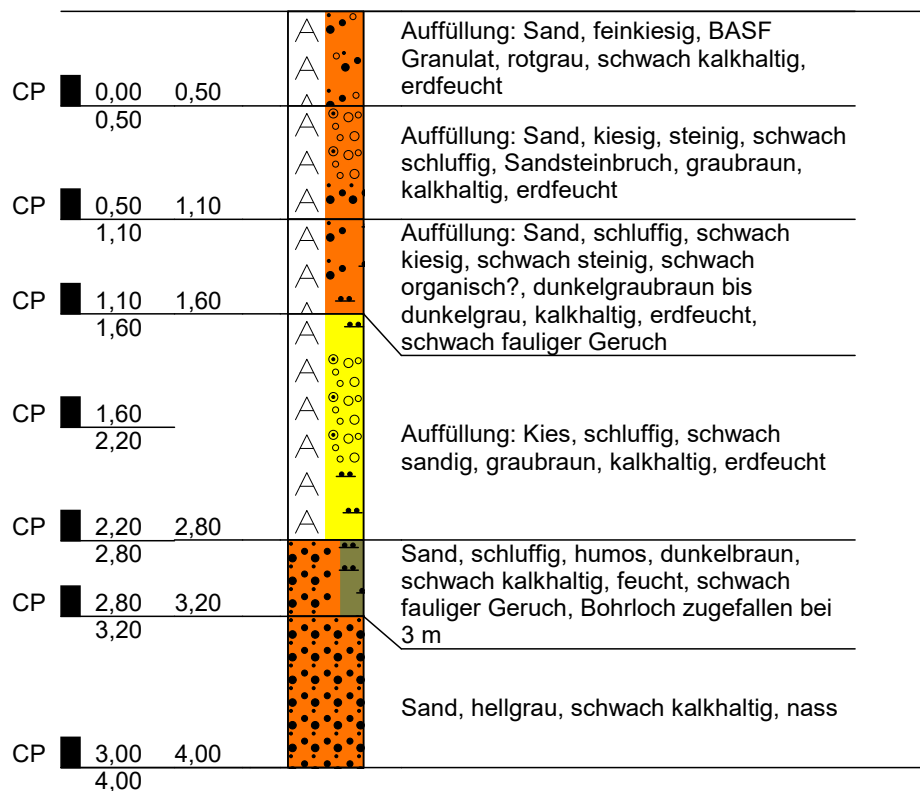 Auffüllung: Sand, feinkiesig, BASF
Granulat, rotgrau, schwach kalkhaltig,
erdfeucht
CP 0,00 0,50
0,50
Auffüllung: Sand, kiesig, steinig, schwach
schluffig, Sandsteinbruch, graubraun,
kalkhaltig, erdfeucht
CP 0,50 1,10
1,10
Auffüllung: Sand, schluffig, schwach
kiesig, schwach steinig, schwach
organisch?, dunkelgraubraun bis
dunkelgrau, kalkhaltig, erdfeucht,
schwach fauliger Geruch
CP 1,10 1,60
1,60
CP 1,60
2,20
Auffüllung: Kies, schluffig, schwach
sandig, graubraun, kalkhaltig, erdfeucht
CP 2,20 2,80
2,80
Sand, schluffig, humos, dunkelbraun,
schwach kalkhaltig, feucht, schwach
fauliger Geruch, Bohrloch zugefallen bei
3 m
CP 2,80 3,20
3,20
Sand, hellgrau, schwach kalkhaltig, nass
CP 3,00 4,00
4,00
A
A
A
A
A
A
A
A
A
A
A
A
A
A